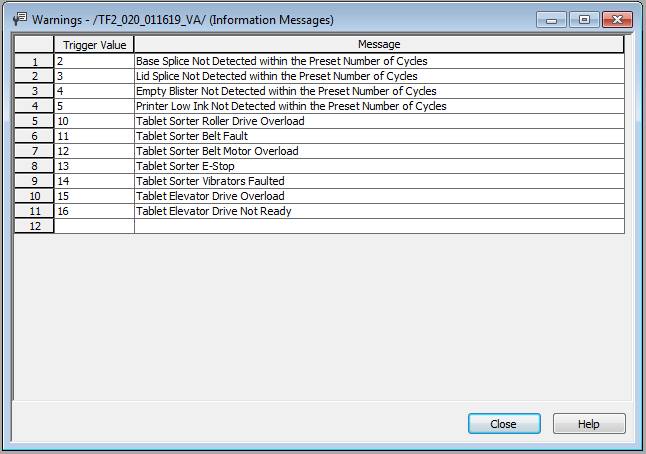 Warnings - /TF2_020_011619_VA/ (Information Messages)
Trigger Value Message
1 2 Base Splice Not Detected within the Preset Number of Cycles
2 3 Lid Splice Not Detected within the Preset Number of Cycles
3 4 Empty Blister Not Detected within the Preset Number of Cycles
4 5 Printer Low Ink Not Detected within the Preset Number of Cycles
5 10 Tablet Sorter Roller Drive Overload
6 11 Tablet Sorter Belt Fault
7 12 Tablet Sorter Belt Motor Overload
8 13 Tablet Sorter E-Stop
9 14 Tablet Sorter Vibrators Faulted
10 15 Tablet Elevator Drive Overload
11 16 Tablet Elevator Drive Not Ready
12
Close Help